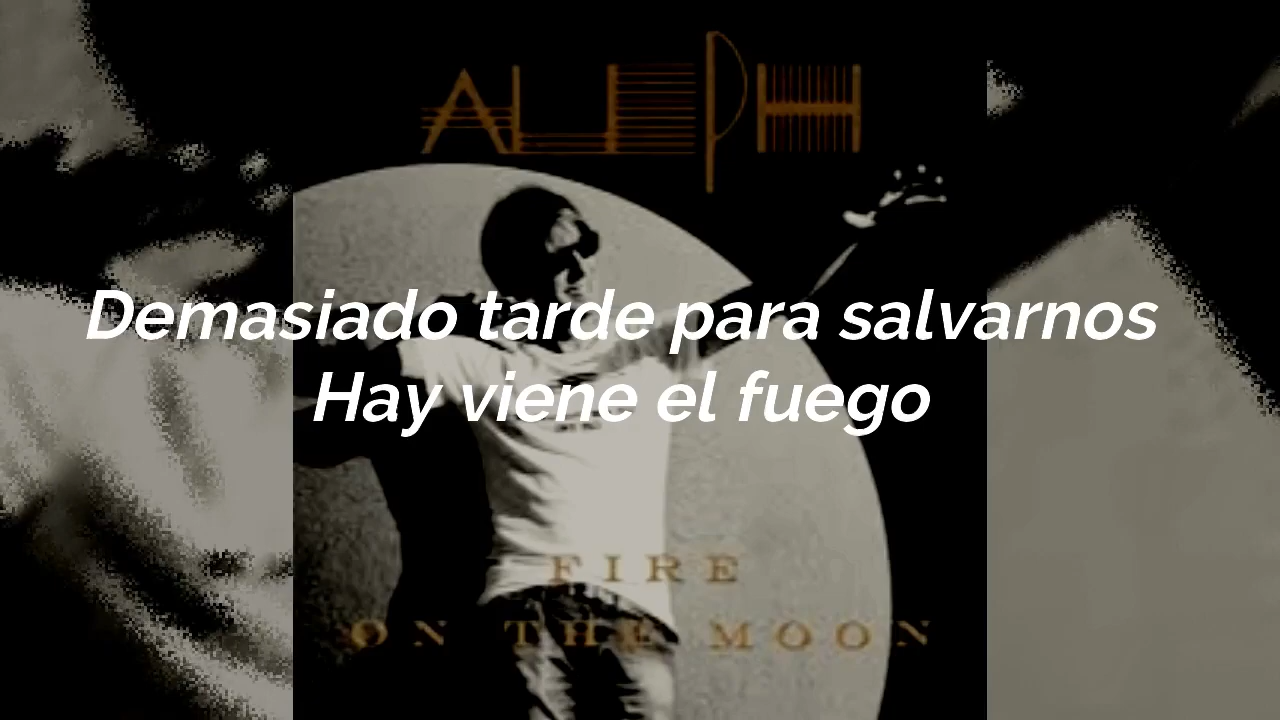 ALEPH
Demasiado tarde para salvarnos
Hay viene el fuego
FIRE
ON THE MOON